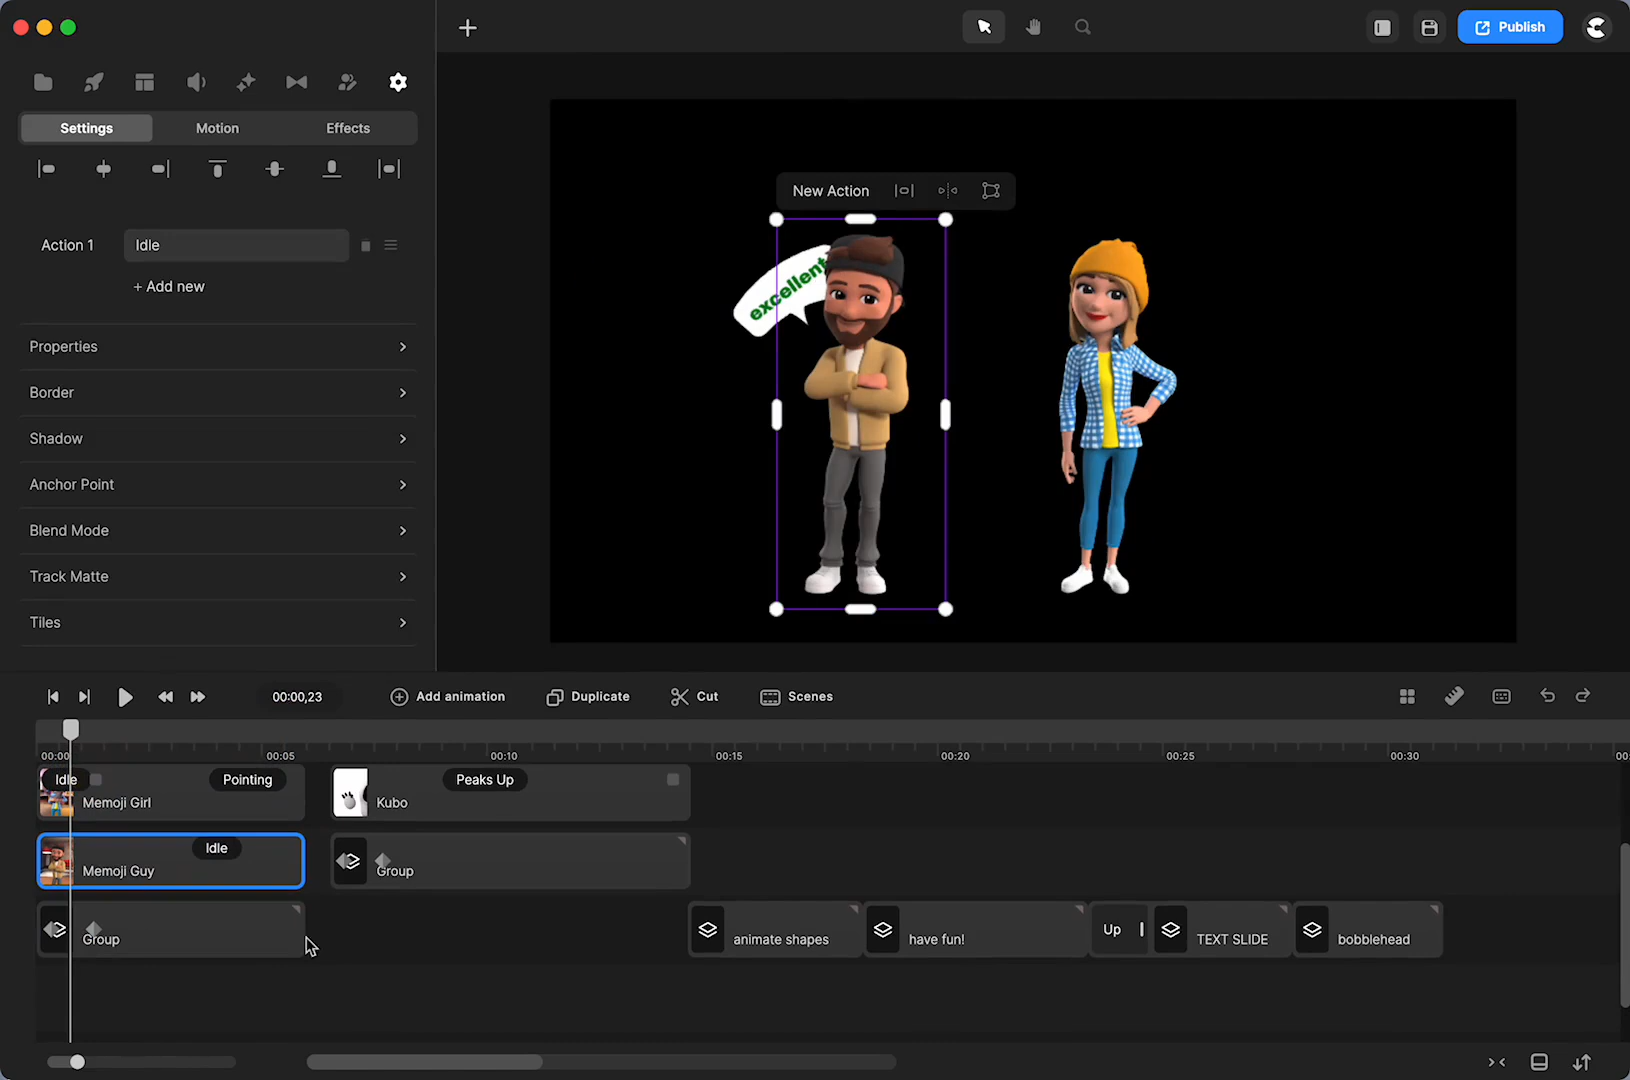 Publish
Settings
Motion
Effects
New Action
Action 1
Idle
+ Add new
excellent
Properties
Border
Shadow
Anchor Point
Blend Mode
Track Matte
Tiles
00:00,23
Add animation
Duplicate
Cut
Scenes
00:00
00:05
00:10
00:15
00:20
00:25
00:30
Idle
Pointing
Memoji Girl
Peaks Up
Kubo
Idle
Memoji Guy
Group
Group
animate shapes
have fun!
Up
TEXT SLIDE
bobblehead